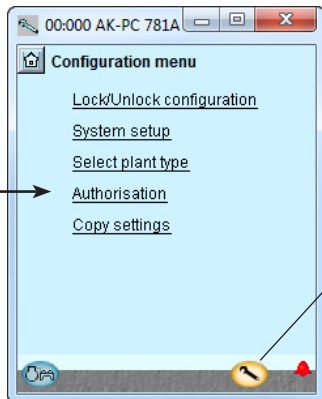 00:000 AK-PC 781A
Configuration menu
Lock/Unlock configuration
System setup
Select plant type
Authorisation
Copy settings